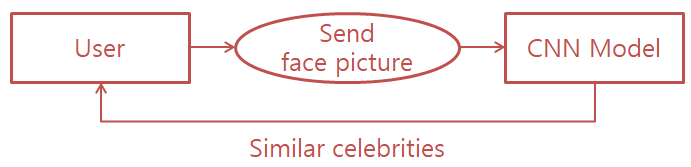 User
Send
face picture
CNN Model
Similar celebrities